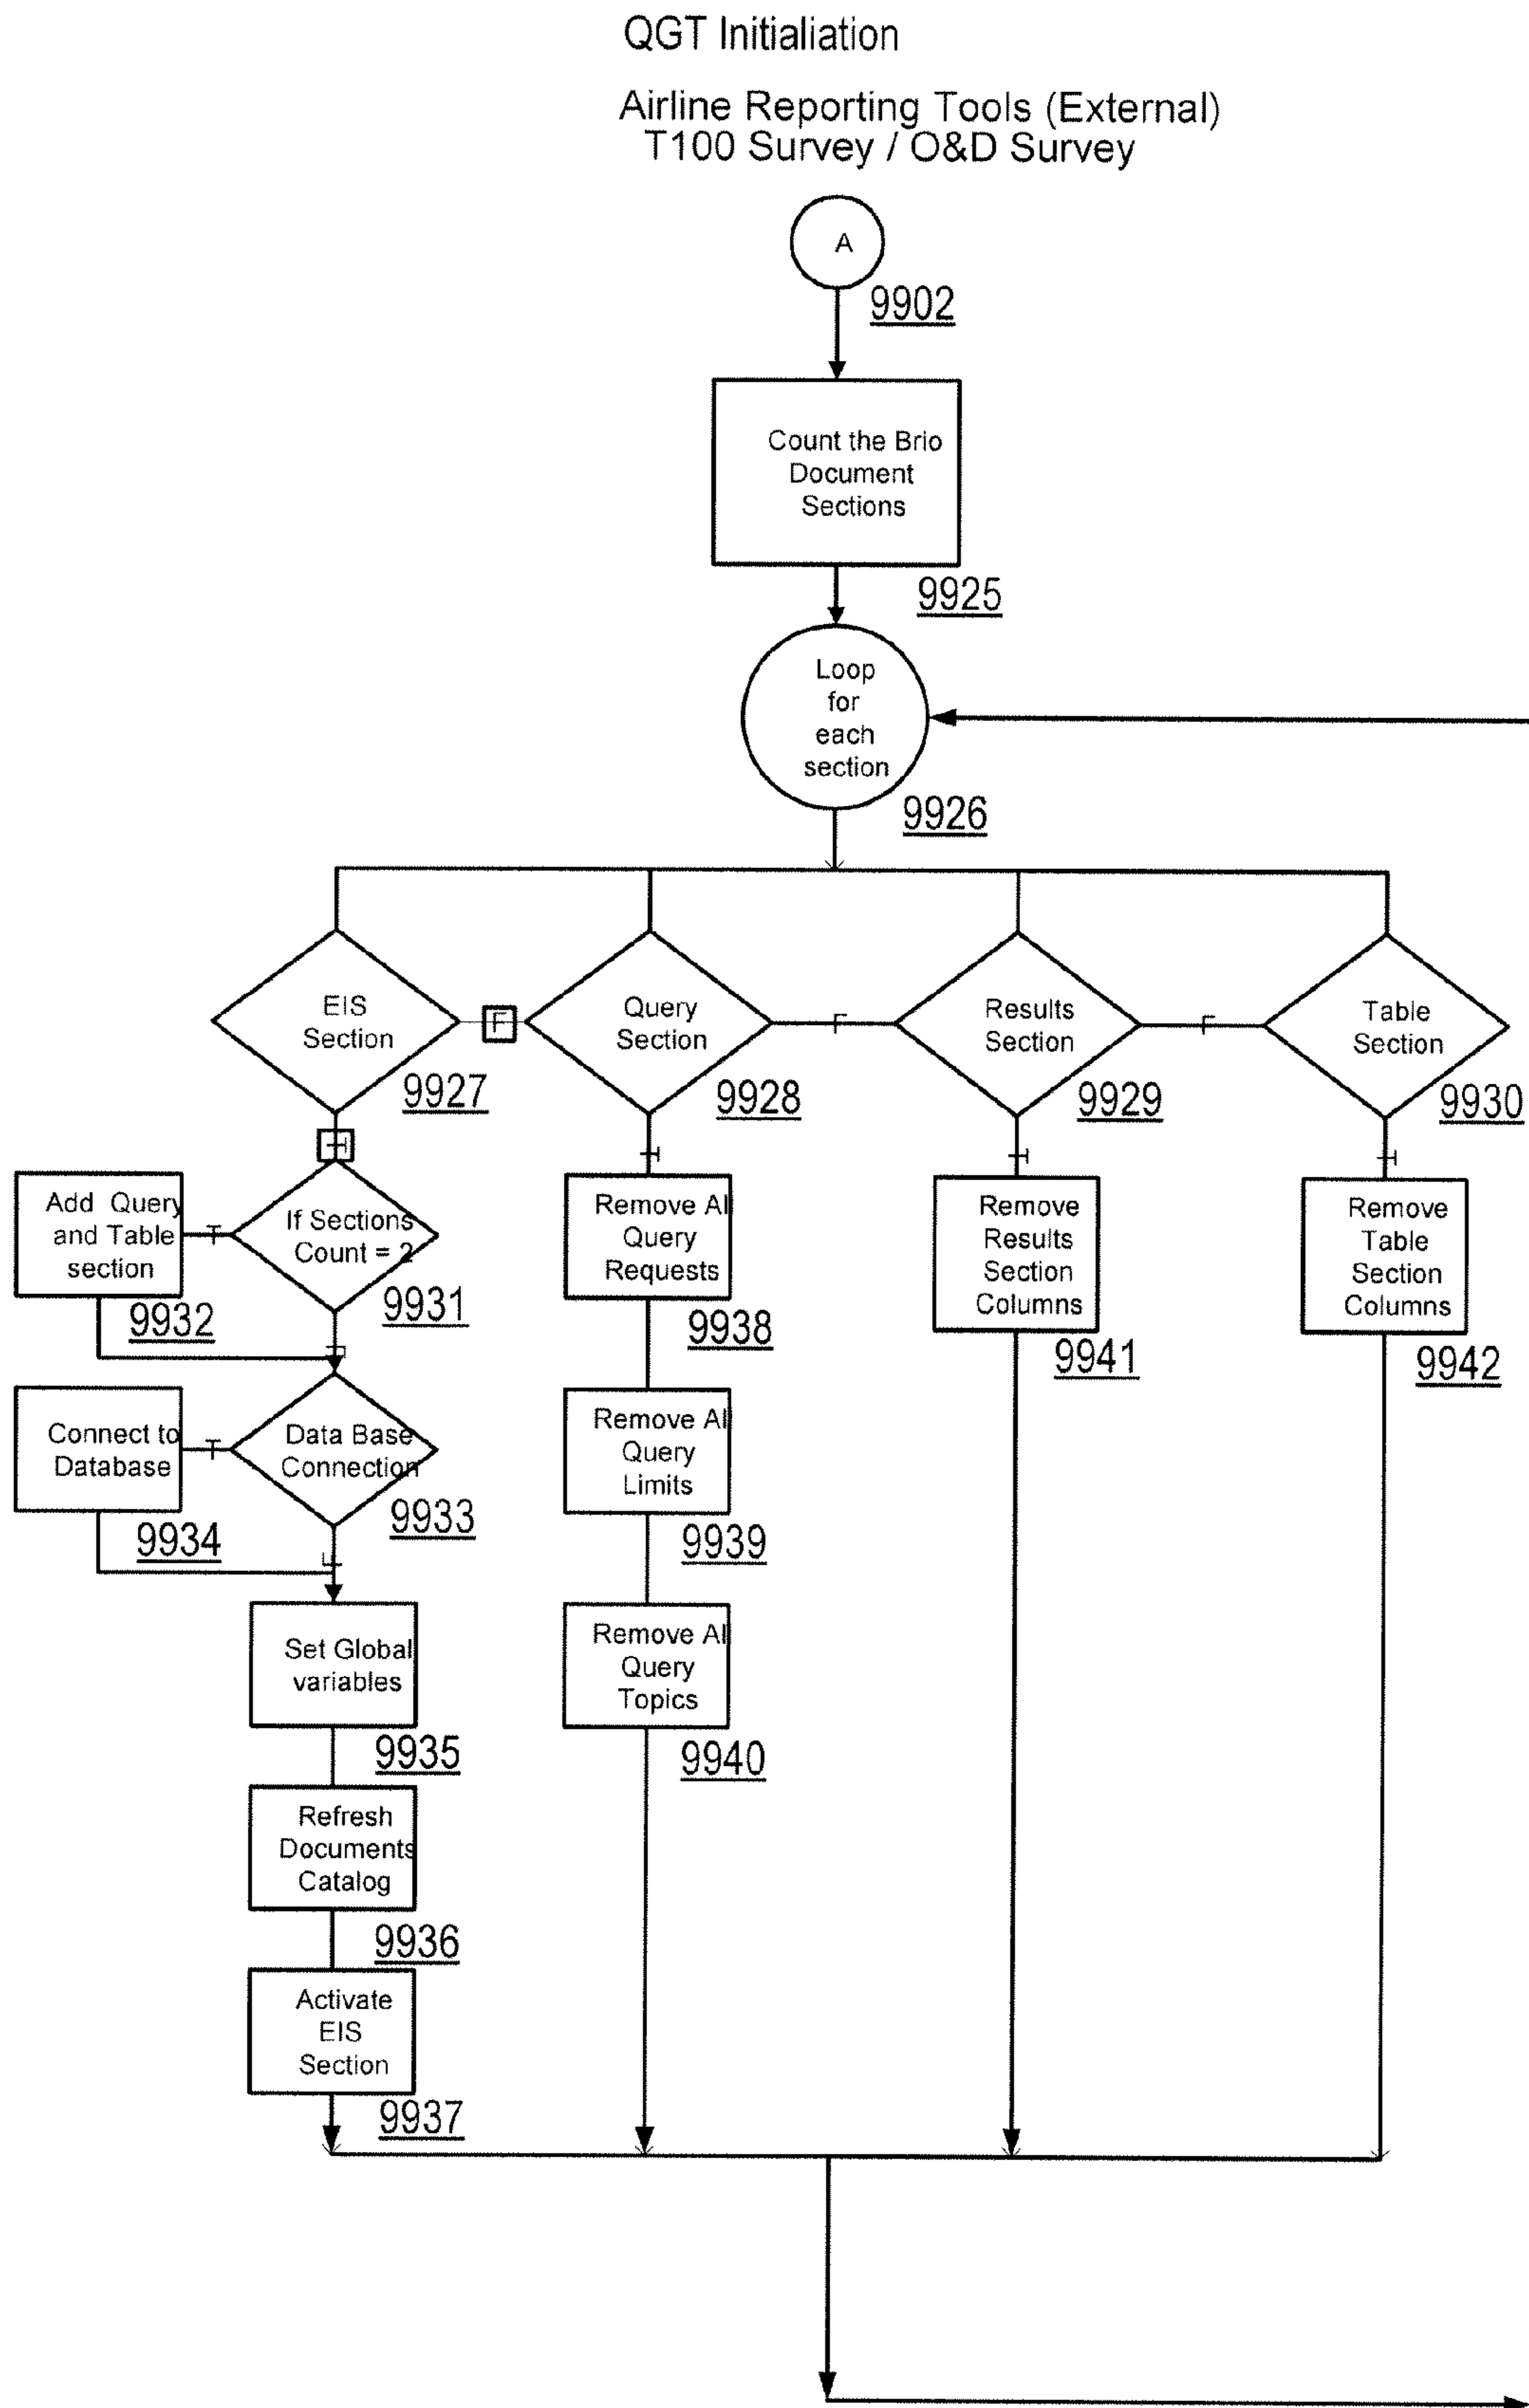 QGT Initialiation
Airline Reporting Tools (External)
T100 Survey / O&D Survey
A
9902
Count the Brio
Document
Sections
9925
Loop
for
each
section
9926
EIS
Section
9927
F
Query
Section
9928
F
Results
Section
9929
F
Table
Section
9930
T
T
T
T
Add Query
and Table
section
9932
T
If Sections
Count = 2
9931
F
Connect to
Database
9934
T
Data Base
Connection
9933
F
Set Global
variables
9935
Refresh
Documents
Catalog
9936
Activate
EIS
Section
9937
Remove Al
Query
Requests
9938
Remove Al
Query
Limits
9939
Remove Al
Query
Topics
9940
Remove
Results
Section
Columns
9941
Remove
Table
Section
Columns
9942